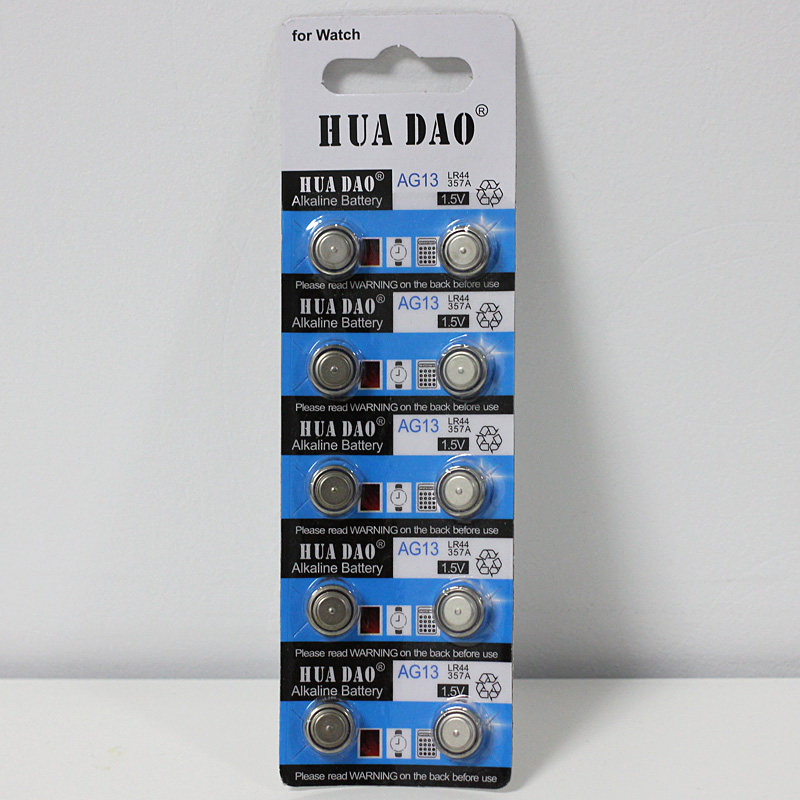 for Watch
HUA DAO®
HUA DAO® AG13 LR44
357A
Alkaline Battery 1.5V
Please read WARNING on the back before use
HUA DAO® AG13 LR44
357A
Alkaline Battery 1.5V
Please read WARNING on the back before use
HUA DAO® AG13 LR44
357A
Alkaline Battery 1.5V
Please read WARNING on the back before use
HUA DAO® AG13 LR44
357A
Alkaline Battery 1.5V
Please read WARNING on the back before use
HUA DAO® AG13 LR44
357A
Alkaline Battery 1.5V
Please read WARNING on the back before use